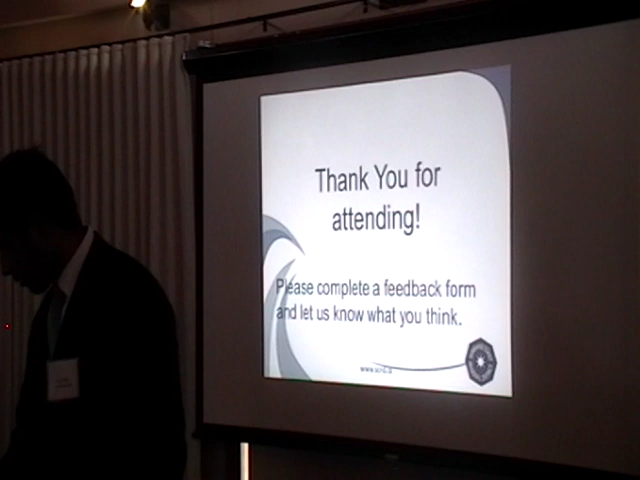 Thank You for
attending!
Please complete a feedback form
and let us know what you think.